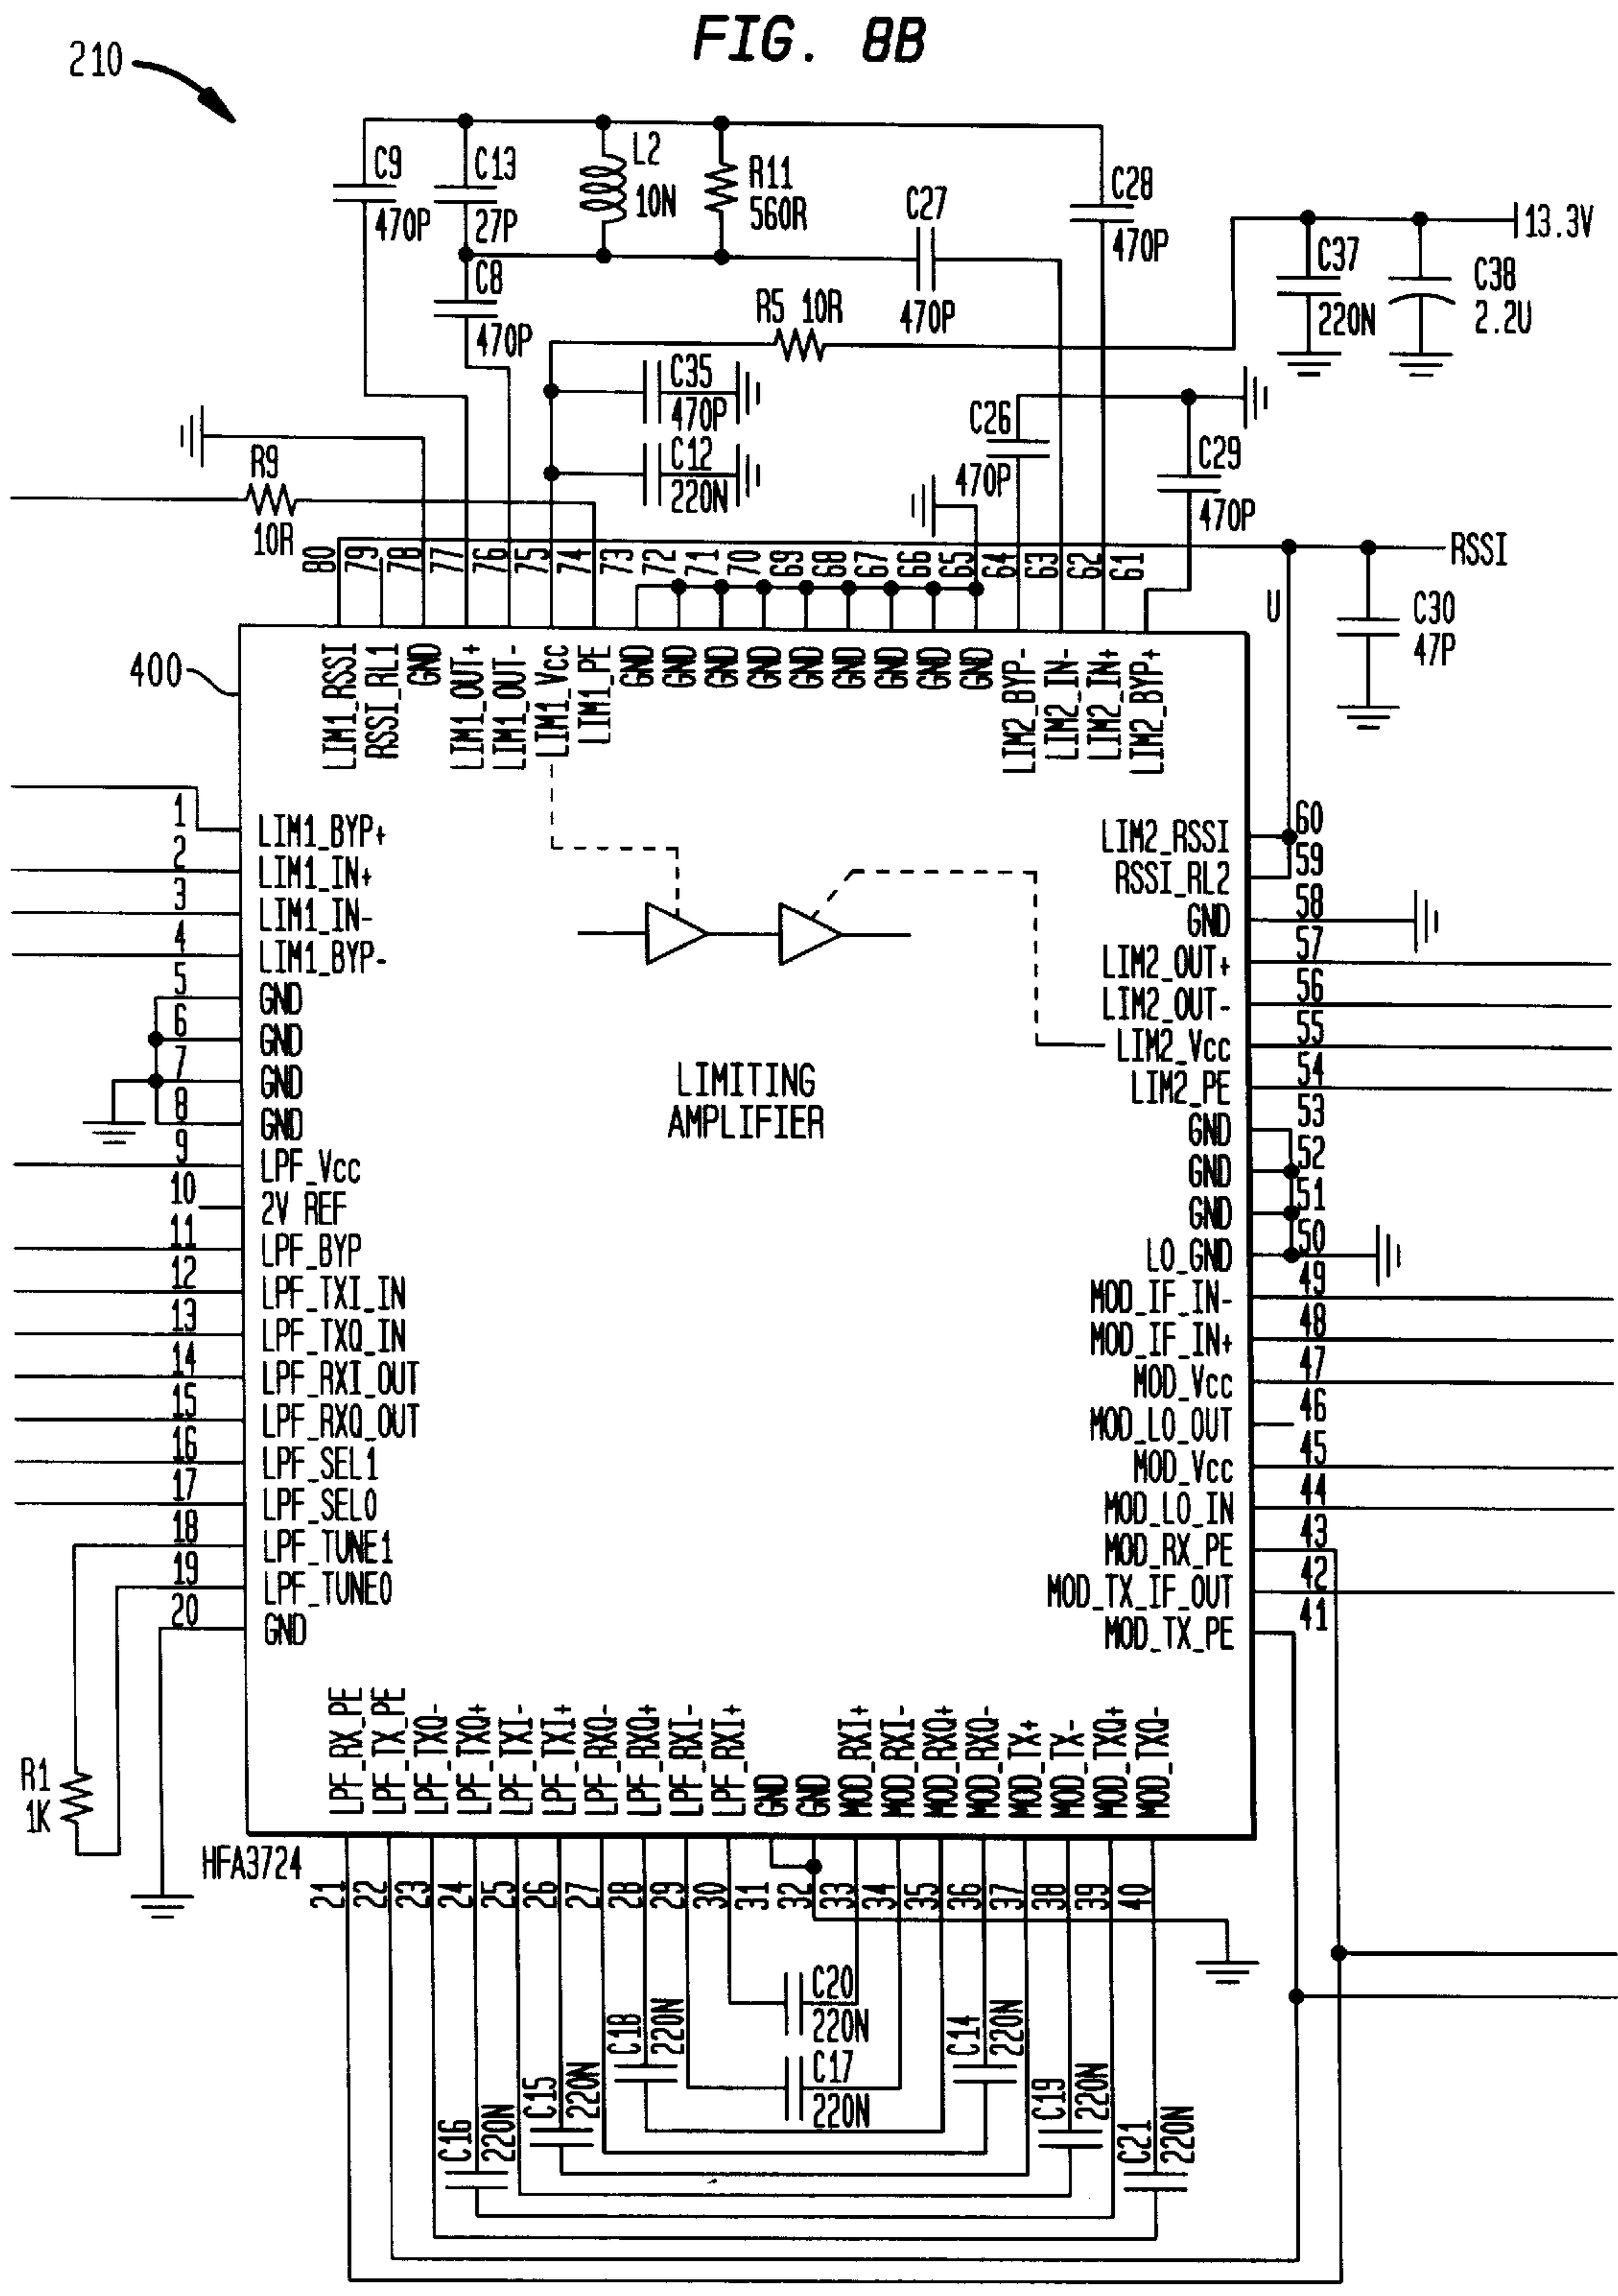 FIG. 8B
210
C9
470P
C13
27P
L2
10N
R11
560R
C27
470P
C28
470P
13.3V
C37
220N
C38
2.2U
C8
470P
R5 10R
C35
470P
C12
220N
C26
470P
C29
470P
R9
10R
RSSI
U
C30
47P
80
79
78
77
76
75
74
73
72
71
70
69
68
67
66
65
64
63
62
61
400
LIM1_RSSI
RSSI_RL1
GND
LIM1_OUT+
LIM1_OUT-
LIM1_Vcc
LIM1_PE
GND
GND
GND
GND
GND
GND
GND
GND
GND
LIM2_BYP-
LIM2_IN-
LIM2_IN+
LIM2_BYP+
1 LIM1_BYP+
2 LIM1_IN+
3 LIM1_IN-
4 LIM1_BYP-
5 GND
6 GND
7 GND
8 GND
9 LPF_Vcc
10 2V REF
11 LPF_BYP
12 LPF_TXI_IN
13 LPF_TXQ_IN
14 LPF_RXI_OUT
15 LPF_RXQ_OUT
16 LPF_SEL1
17 LPF_SEL0
18 LPF_TUNE1
19 LPF_TUNE0
20 GND
LIMITING
AMPLIFIER
LIM2_RSSI 60
RSSI_RL2 59
GND 58
LIM2_OUT+ 57
LIM2_OUT- 56
LIM2_Vcc 55
LIM2_PE 54
GND 53
GND 52
GND 51
LO_GND 50
MOD_IF_IN- 49
MOD_IF_IN+ 48
MOD_Vcc 47
MOD_LO_OUT 46
MOD_Vcc 45
MOD_LO_IN 44
MOD_RX_PE 43
MOD_TX_IF_OUT 42
MOD_TX_PE 41
R1
1K
LPF_RX_PE
LPF_TX_PE
LPF_TXQ-
LPF_TXQ+
LPF_TXI-
LPF_TXI+
LPF_RXQ-
LPF_RXQ+
LPF_RXI-
LPF_RXI+
GND
GND
MOD_RXI+
MOD_RXI-
MOD_RXQ+
MOD_RXQ-
MOD_TX+
MOD_TX-
MOD_TXQ+
MOD_TXQ-
HFA3724
21
22
23
24
25
26
27
28
29
30
31
32
33
34
35
36
37
38
39
40
C20
220N
C18
220N
C14
220N
C17
220N
C15
220N
C19
220N
C16
220N
C21
220N